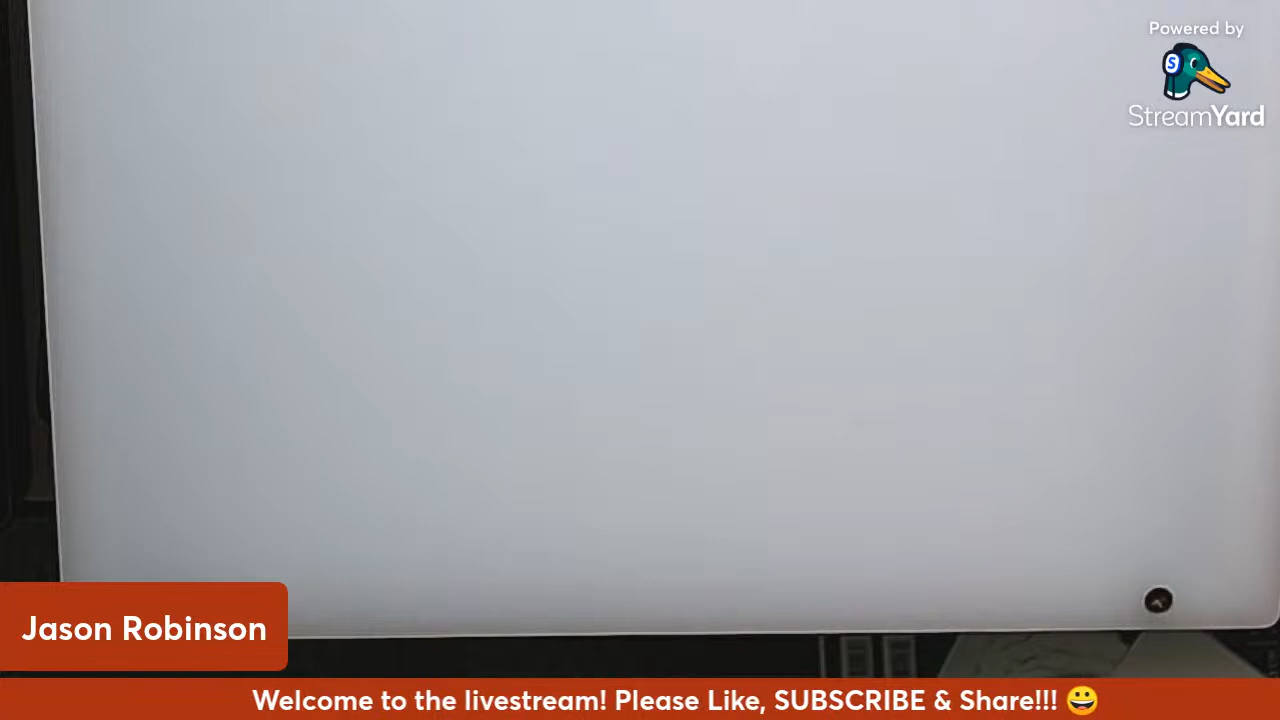 Powered by
S
StreamYard
Jason Robinson
Welcome to the livestream! Please Like, SUBSCRIBE & Share!!! 😀